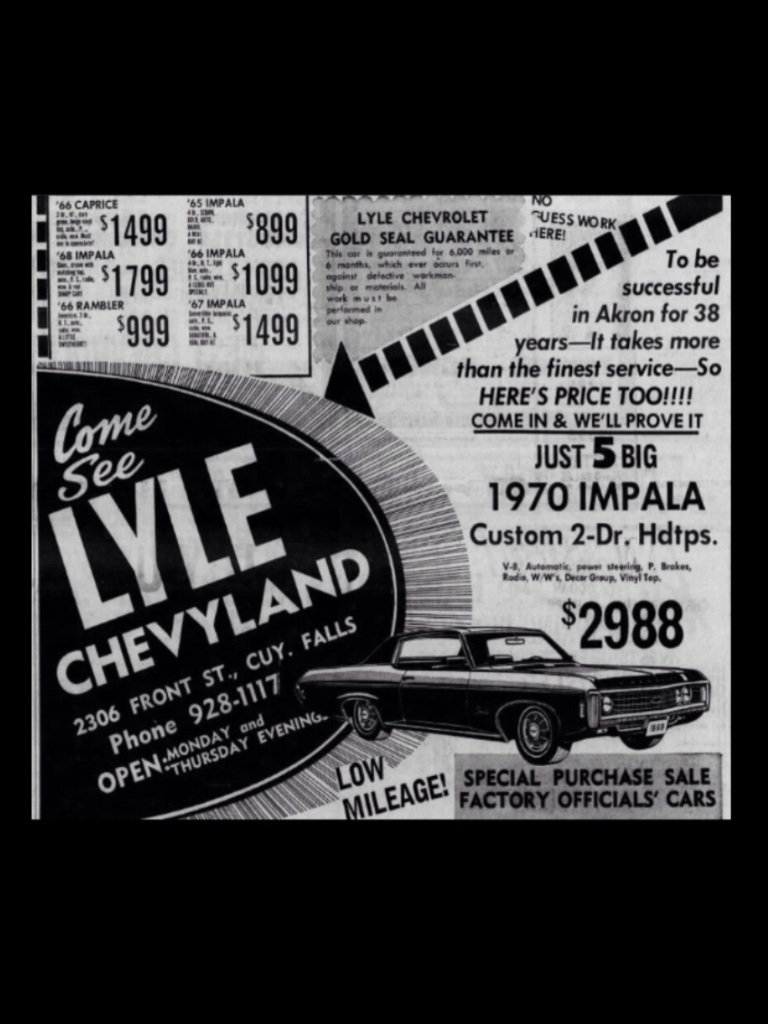 '66 CAPRICE
$1499
'68 IMPALA
$1799
'66 RAMBLER
$999
'65 IMPALA
$899
'66 IMPALA
$1099
'67 IMPALA
$1499
LYLE CHEVROLET
GOLD SEAL GUARANTEE
This car is guaranteed for 6,000 miles or
6 months, which ever occurs first,
against defective workman-
ship or materials. All
work must be
performed in
our shop.
NO
GUESS WORK
HERE!
To be
successful
in Akron for 38
years—It takes more
than the finest service—So
HERE'S PRICE TOO!!!!
COME IN & WE'LL PROVE IT
JUST 5 BIG
1970 IMPALA
Custom 2-Dr. Hdtps.
V-8, Automatic, power steering, P. Brakes,
Radio, W/W's, Decor Group, Vinyl Top.
$2988
Come
See
LYLE
CHEVYLAND
2306 FRONT ST., CUY. FALLS
Phone 928-1117
OPEN: MONDAY and
THURSDAY EVENINGS
LOW
MILEAGE!
SPECIAL PURCHASE SALE
FACTORY OFFICIALS' CARS